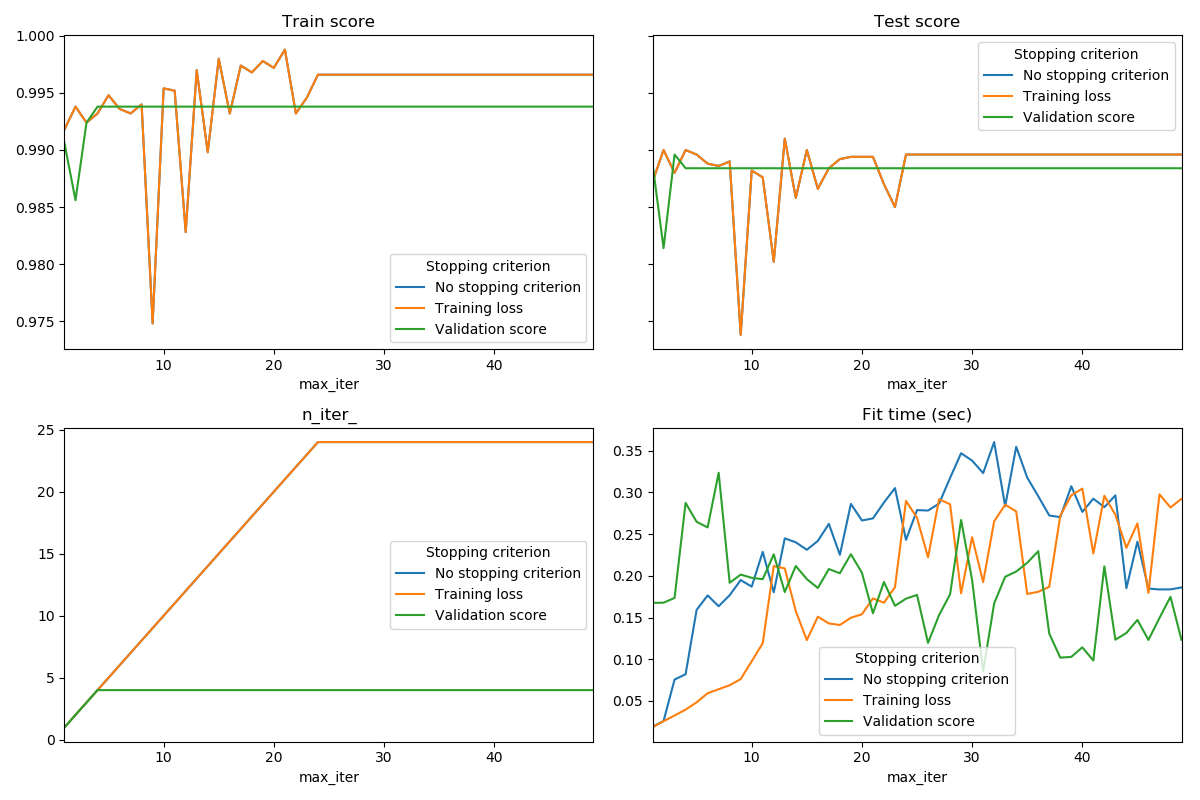 Train score
1.000
0.995
0.990
0.985
0.980
0.975
Stopping criterion
No stopping criterion
Training loss
Validation score
10 20 30 40
max_iter
Test score
Stopping criterion
No stopping criterion
Training loss
Validation score
10 20 30 40
max_iter
n_iter_
25
20
15
10
5
0
Stopping criterion
No stopping criterion
Training loss
Validation score
10 20 30 40
max_iter
Fit time (sec)
0.35
0.30
0.25
0.20
0.15
0.10
0.05
Stopping criterion
No stopping criterion
Training loss
Validation score
10 20 30 40
max_iter